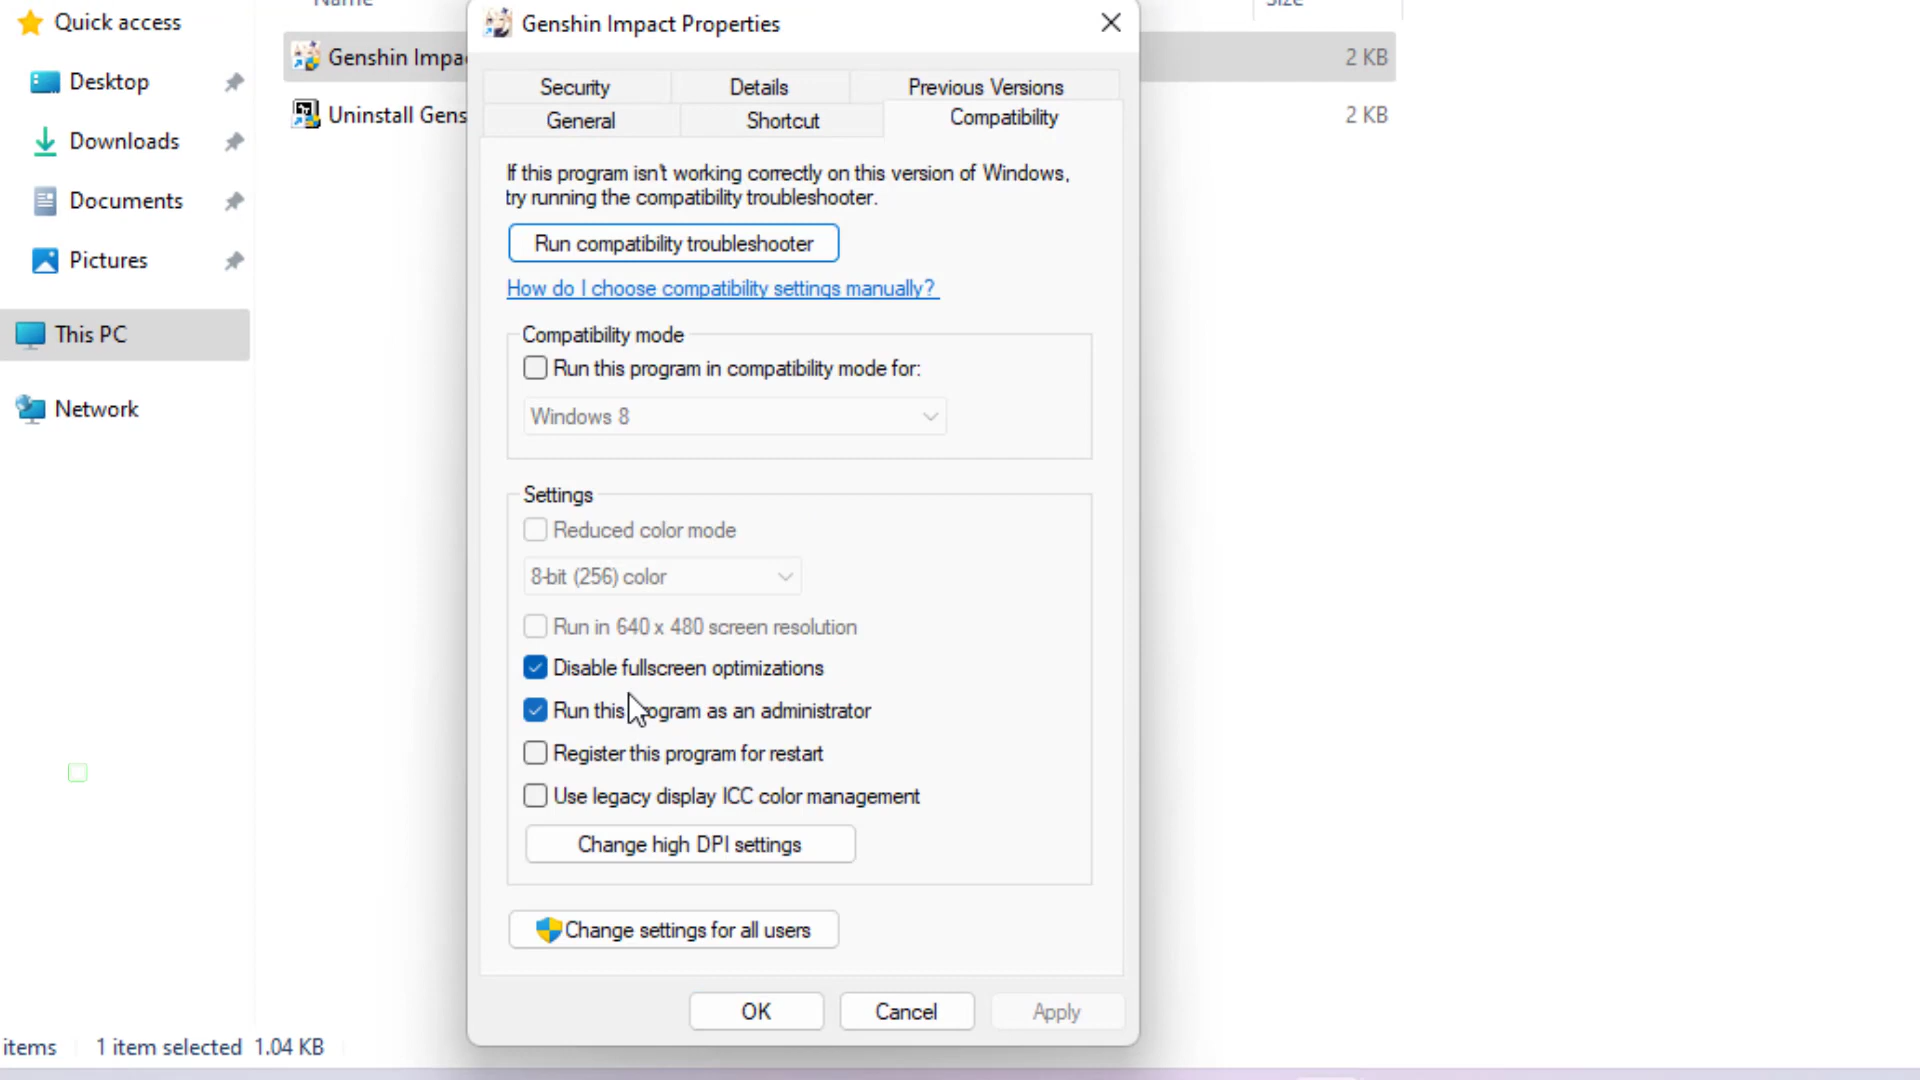 Quick access
Desktop
Downloads
Documents
Pictures
This PC
Network
Name
Size
Genshin Impac
2 KB
Uninstall Gens
2 KB
Genshin Impact Properties
Security
Details
Previous Versions
General
Shortcut
Compatibility
If this program isn't working correctly on this version of Windows,
try running the compatibility troubleshooter.
Run compatibility troubleshooter
How do I choose compatibility settings manually?
Compatibility mode
Run this program in compatibility mode for:
Windows 8
Settings
Reduced color mode
8-bit (256) color
Run in 640 x 480 screen resolution
Disable fullscreen optimizations
Run this program as an administrator
Register this program for restart
Use legacy display ICC color management
Change high DPI settings
Change settings for all users
OK
Cancel
Apply
items
1 item selected 1.04 KB